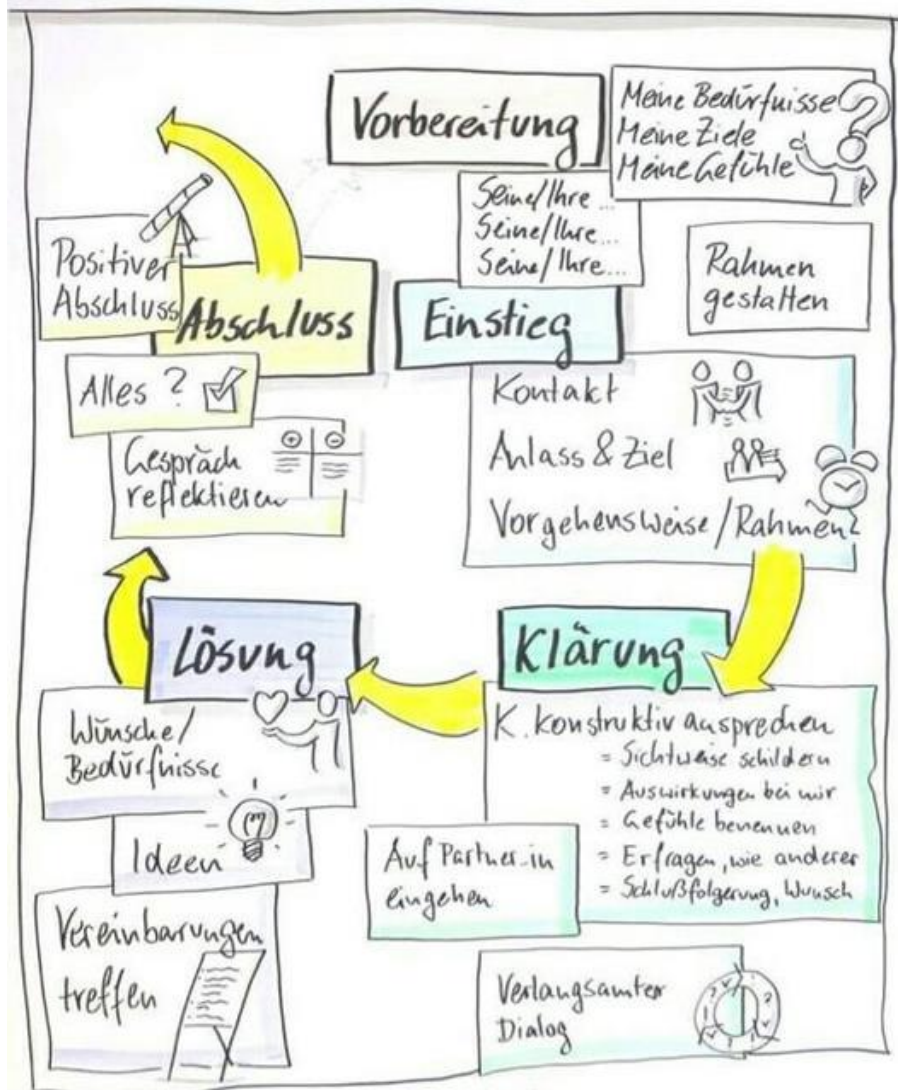 Vorbereitung
Meine Bedürfnisse
Meine Ziele
Meine Gefühle
Seine/Ihre...
Seine/Ihre...
Seine/Ihre...
Rahmen
gestalten
Einstieg
Kontakt
Anlass & Ziel
Vorgehensweise/Rahmen
Klärung
K. konstruktiv ansprechen
= Sichtweise schildern
= Auswirkungen bei mir
= Gefühle benennen
= Erfragen, wie anderer
= Schlußfolgerung, Wunsch
Auf Partner-in
eingehen
Verlangsamter
Dialog
Lösung
Wünsche/
Bedürfnisse
Ideen
Vereinbarungen
treffen
Abschluss
Positiver
Abschluss
Alles?
Gespräch
reflektieren